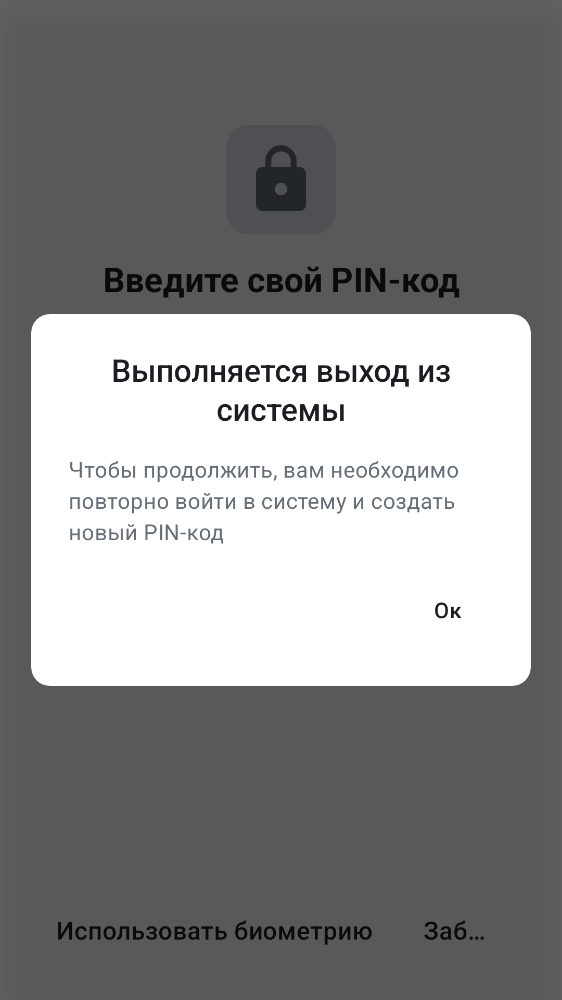 Введите свой PIN-код
Выполняется выход из
системы
Чтобы продолжить, вам необходимо
повторно войти в систему и создать
новый PIN-код
Ок
Использовать биометрию
Заб...